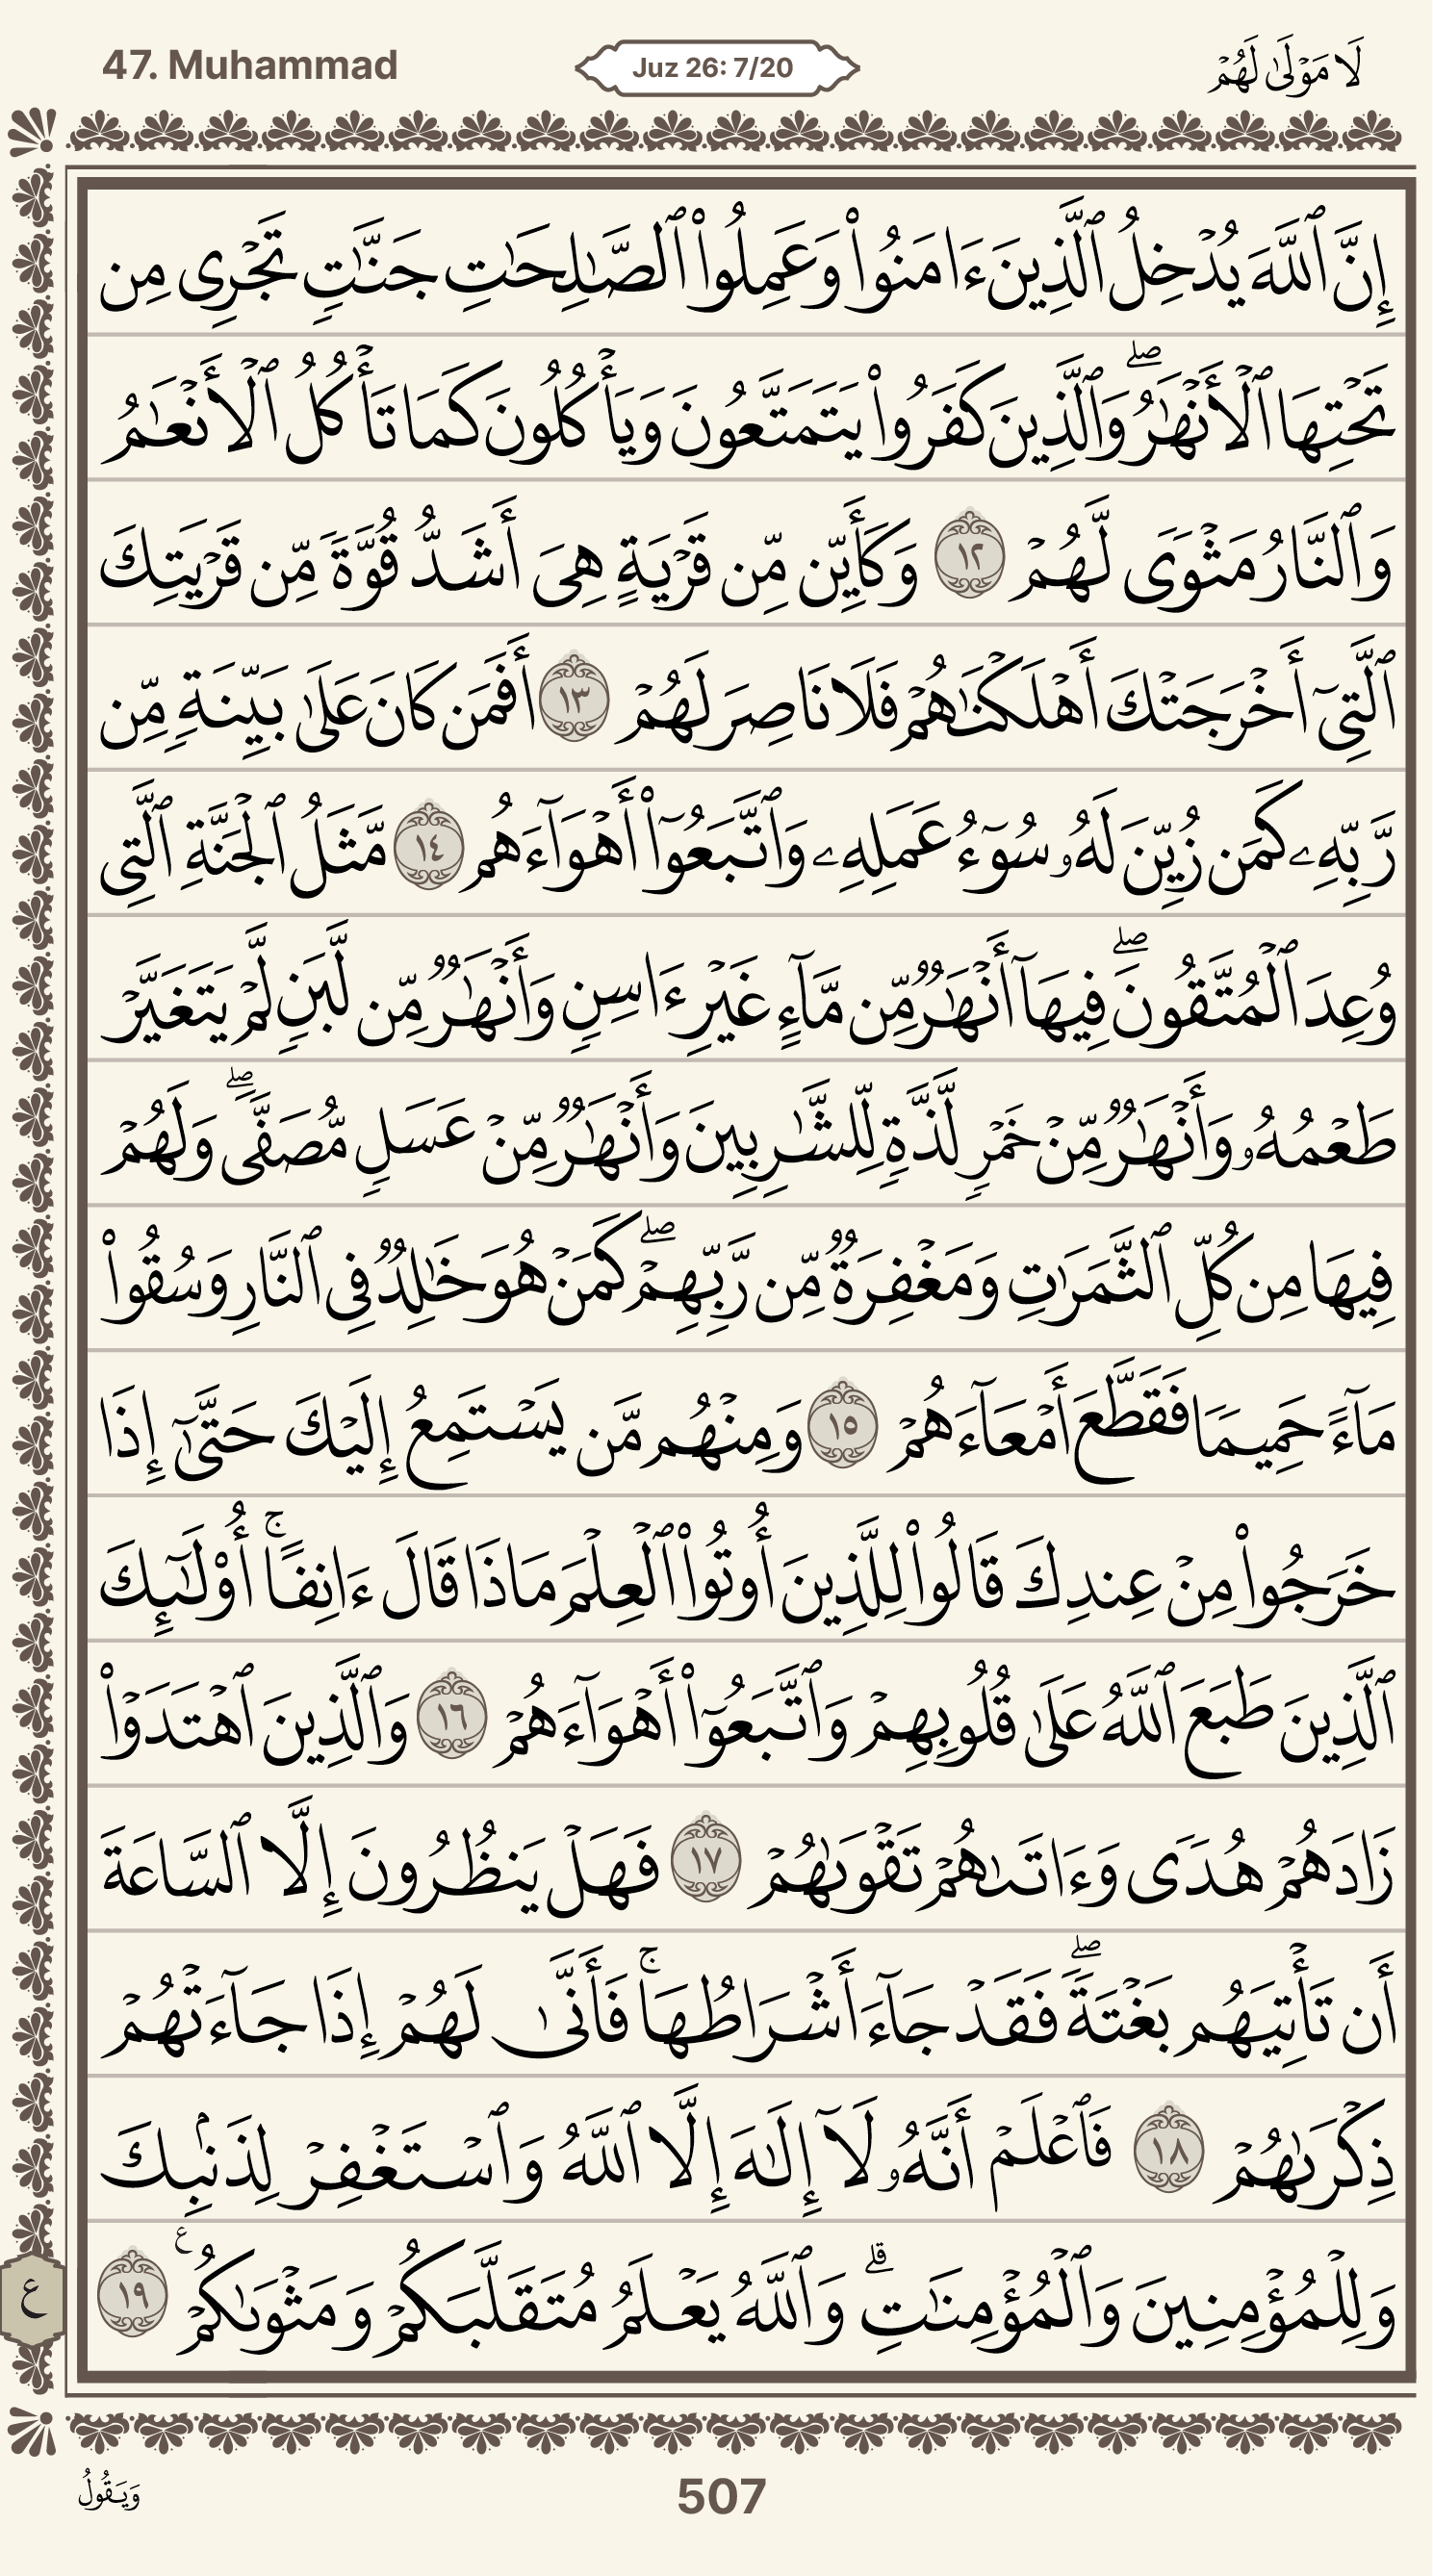 47. Muhammad
Juz 26: 7/20
لَا مَوۡلَىٰ لَهُمۡ
إِنَّ ٱللَّهَ يُدۡخِلُ ٱلَّذِينَ ءَامَنُواْ وَعَمِلُواْ ٱلصَّٰلِحَٰتِ جَنَّٰتٖ تَجۡرِي مِن
تَحۡتِهَا ٱلۡأَنۡهَٰرُۖ وَٱلَّذِينَ كَفَرُواْ يَتَمَتَّعُونَ وَيَأۡكُلُونَ كَمَا تَأۡكُلُ ٱلۡأَنۡعَٰمُ
وَٱلنَّارُ مَثۡوٗى لَّهُمۡ ١٢ وَكَأَيِّن مِّن قَرۡيَةٍ هِيَ أَشَدُّ قُوَّةٗ مِّن قَرۡيَتِكَ
ٱلَّتِيٓ أَخۡرَجَتۡكَ أَهۡلَكۡنَٰهُمۡ فَلَا نَاصِرَ لَهُمۡ ١٣ أَفَمَن كَانَ عَلَىٰ بَيِّنَةٖ مِّن
رَّبِّهِۦ كَمَن زُيِّنَ لَهُۥ سُوٓءُ عَمَلِهِۦ وَٱتَّبَعُوٓاْ أَهۡوَآءَهُم ١٤ مَّثَلُ ٱلۡجَنَّةِ ٱلَّتِي
وُعِدَ ٱلۡمُتَّقُونَۖ فِيهَآ أَنۡهَٰرٞ مِّن مَّآءٍ غَيۡرِ ءَاسِنٖ وَأَنۡهَٰرٞ مِّن لَّبَنٖ لَّمۡ يَتَغَيَّرۡ
طَعۡمُهُۥ وَأَنۡهَٰرٞ مِّنۡ خَمۡرٖ لَّذَّةٖ لِّلشَّٰرِبِينَ وَأَنۡهَٰرٞ مِّنۡ عَسَلٖ مُّصَفّٗىۖ وَلَهُمۡ
فِيهَا مِن كُلِّ ٱلثَّمَرَٰتِ وَمَغۡفِرَةٞ مِّن رَّبِّهِمۡۖ كَمَنۡ هُوَ خَٰلِدٞ فِي ٱلنَّارِ وَسُقُواْ
مَآءً حَمِيمٗا فَقَطَّعَ أَمۡعَآءَهُمۡ ١٥ وَمِنۡهُم مَّن يَسۡتَمِعُ إِلَيۡكَ حَتَّىٰٓ إِذَا
خَرَجُواْ مِنۡ عِندِكَ قَالُواْ لِلَّذِينَ أُوتُواْ ٱلۡعِلۡمَ مَاذَا قَالَ ءَانِفًاۚ أُوْلَٰٓئِكَ
ٱلَّذِينَ طَبَعَ ٱللَّهُ عَلَىٰ قُلُوبِهِمۡ وَٱتَّبَعُوٓاْ أَهۡوَآءَهُمۡ ١٦ وَٱلَّذِينَ ٱهۡتَدَوۡاْ
زَادَهُمۡ هُدٗى وَءَاتَىٰهُمۡ تَقۡوَىٰهُمۡ ١٧ فَهَلۡ يَنظُرُونَ إِلَّا ٱلسَّاعَةَ
أَن تَأۡتِيَهُم بَغۡتَةٗۖ فَقَدۡ جَآءَ أَشۡرَاطُهَاۚ فَأَنَّىٰ لَهُمۡ إِذَا جَآءَتۡهُمۡ
ذِكۡرَىٰهُمۡ ١٨ فَٱعۡلَمۡ أَنَّهُۥ لَآ إِلَٰهَ إِلَّا ٱللَّهُ وَٱسۡتَغۡفِرۡ لِذَنۢبِكَ
وَلِلۡمُؤۡمِنِينَ وَٱلۡمُؤۡمِنَٰتِۗ وَٱللَّهُ يَعۡلَمُ مُتَقَلَّبَكُمۡ وَمَثۡوَىٰكُمۡ ع ١٩
ع
وَيَقُولُ
507